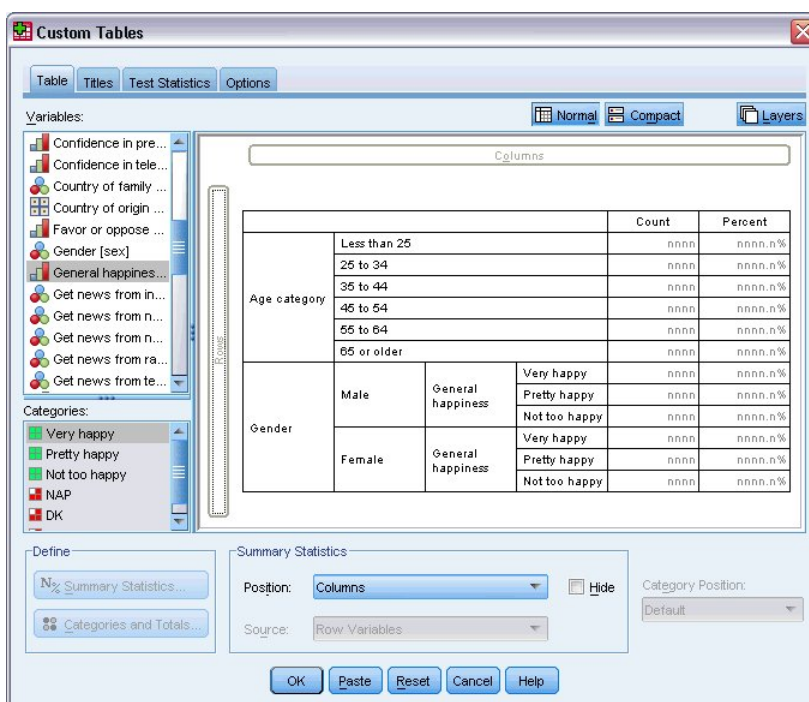 Custom Tables
Table Titles Test Statistics Options
Variables:
Normal Compact Layers
Confidence in pre...
Confidence in tele...
Country of family ...
Country of origin ...
Favor or oppose ...
Gender [sex]
General happines...
Get news from in...
Get news from n...
Get news from n...
Get news from ra...
Get news from te...
Categories:
Very happy
Pretty happy
Not too happy
NAP
DK
Columns
Rows
Count Percent
Age category
Less than 25 nnnn nnnn.n%
25 to 34 nnnn nnnn.n%
35 to 44 nnnn nnnn.n%
45 to 54 nnnn nnnn.n%
55 to 64 nnnn nnnn.n%
65 or older nnnn nnnn.n%
Gender
Male
General
happiness
Very happy nnnn nnnn.n%
Pretty happy nnnn nnnn.n%
Not too happy nnnn nnnn.n%
Female
General
happiness
Very happy nnnn nnnn.n%
Pretty happy nnnn nnnn.n%
Not too happy nnnn nnnn.n%
Define
N% Summary Statistics...
Categories and Totals...
Summary Statistics
Position: Columns Hide
Source: Row Variables
Category Position:
Default
OK Paste Reset Cancel Help